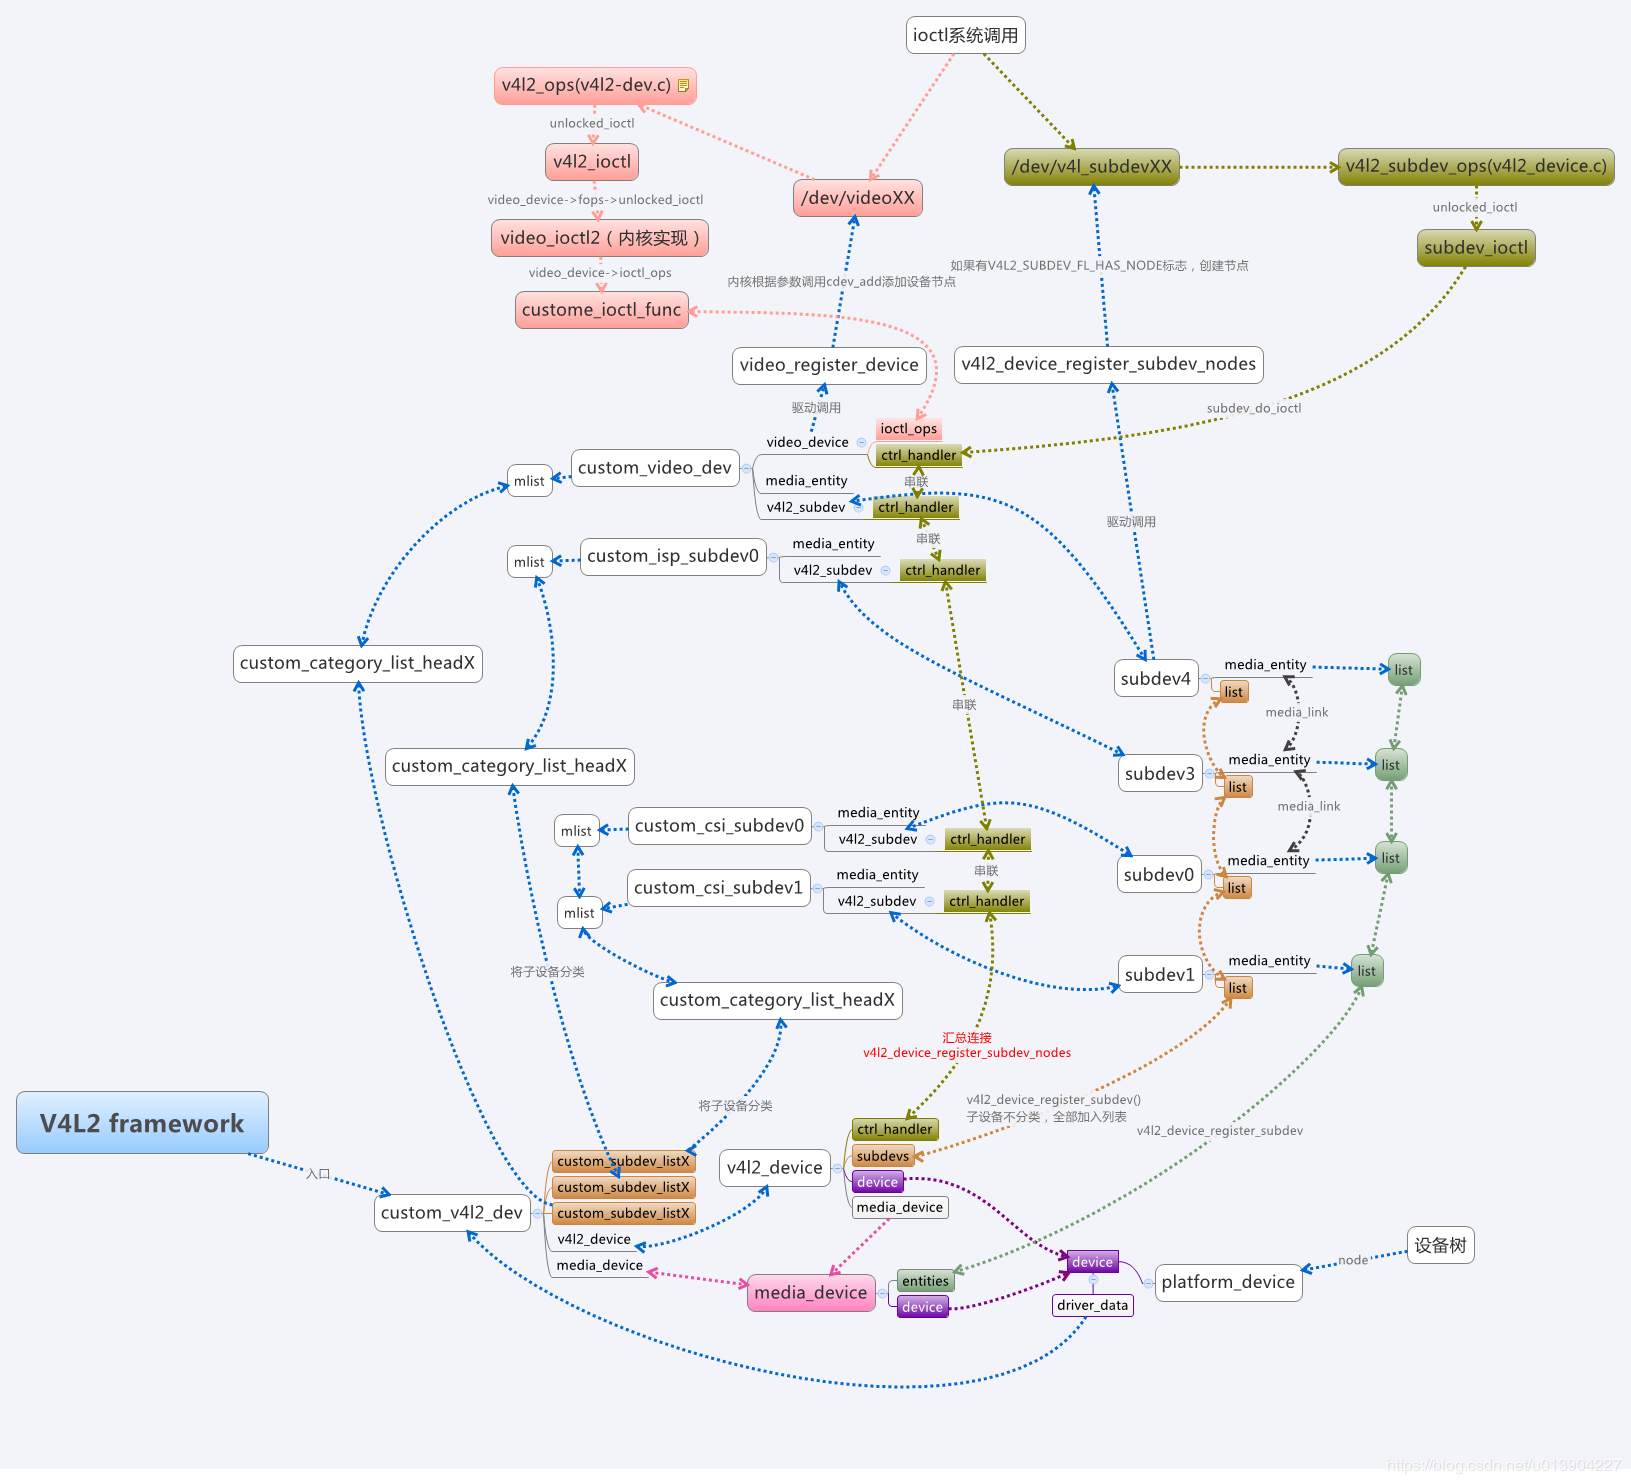 ioctl系统调用
v4l2_ops(v4l2-dev.c)
unlocked_ioctl
v4l2_ioctl
video_device->fops->unlocked_ioctl
video_ioctl2（内核实现）
video_device->ioctl_ops
custome_ioctl_func
/dev/videoXX
/dev/v4l_subdevXX
v4l2_subdev_ops(v4l2_device.c)
unlocked_ioctl
subdev_ioctl
如果有V4L2_SUBDEV_FL_HAS_NODE标志，创建节点
内核根据参数调用cdev_add添加设备节点
video_register_device
v4l2_device_register_subdev_nodes
驱动调用
subdev_do_ioctl
ioctl_ops
video_device
ctrl_handler
custom_video_dev
mlist
media_entity
串联
v4l2_subdev
ctrl_handler
驱动调用
串联
custom_isp_subdev0
mlist
media_entity
v4l2_subdev
ctrl_handler
custom_category_list_headX
串联
subdev4
media_entity
list
list
media_link
custom_category_list_headX
subdev3
media_entity
list
list
media_link
mlist
custom_csi_subdev0
media_entity
v4l2_subdev
ctrl_handler
串联
subdev0
media_entity
list
list
mlist
custom_csi_subdev1
media_entity
v4l2_subdev
ctrl_handler
将子设备分类
subdev1
media_entity
list
list
custom_category_list_headX
汇总连接
v4l2_device_register_subdev_nodes
将子设备分类
v4l2_device_register_subdev()
子设备不分类，全部加入列表
v4l2_device_register_subdev
V4L2 framework
入口
custom_v4l2_dev
custom_subdev_listX
custom_subdev_listX
custom_subdev_listX
v4l2_device
media_device
v4l2_device
ctrl_handler
subdevs
device
media_device
media_device
entities
device
device
driver_data
platform_device
node
设备树
https://blog.csdn.net/u013904227